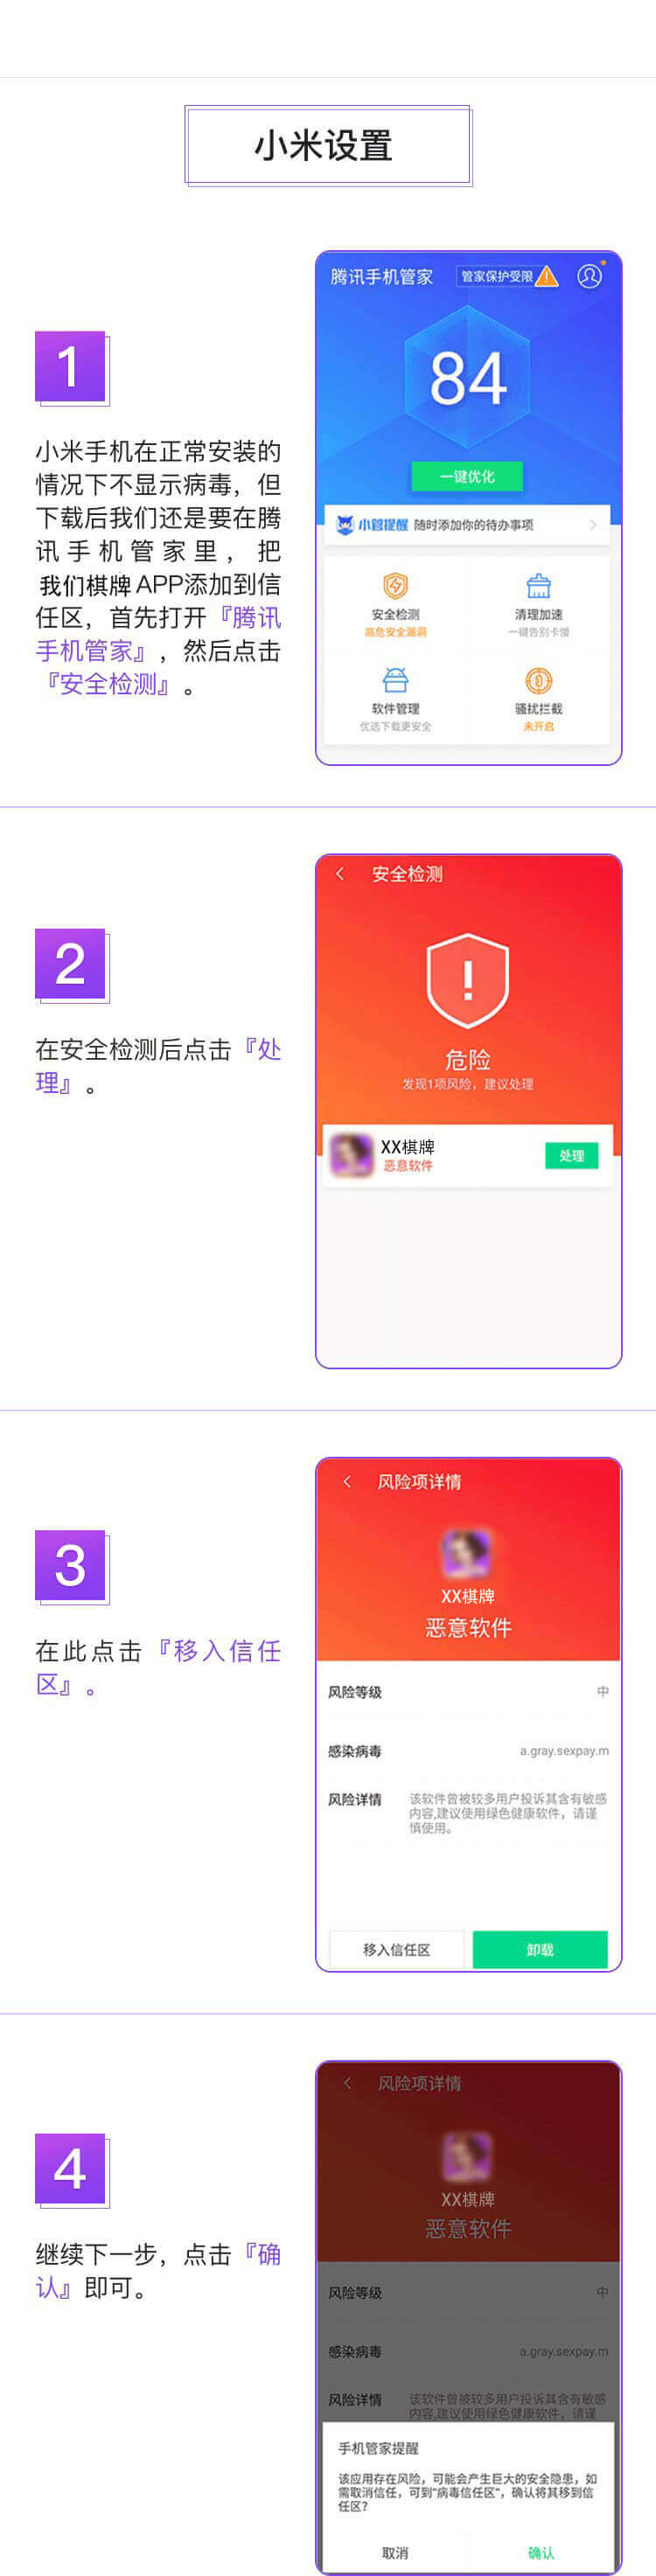 小米设置
1
小米手机在正常安装的
情况下不显示病毒，但
下载后我们还是要在腾
讯手机管家里，把
我们棋牌 APP添加到信
任区，首先打开『腾讯
手机管家』，然后点击
『安全检测』。
腾讯手机管家 管家保护受限
84
一键优化
小管提醒 随时添加你的待办事项
安全检测 清理加速
高危安全漏洞 一键告别卡慢
软件管理 骚扰拦截
优选下载更安全 未开启
2
在安全检测后点击『处
理』。
安全检测
危险
发现1项风险，建议处理
XX棋牌
恶意软件
处理
3
在此点击『移入信任
区』。
风险项详情
XX棋牌
恶意软件
风险等级 中
感染病毒 a.gray.sexpay.m
风险详情 该软件曾被较多用户投诉其含有敏感
内容,建议使用绿色健康软件，请谨
慎使用。
移入信任区 卸载
4
继续下一步，点击『确
认』即可。
风险项详情
XX棋牌
恶意软件
风险等级 中
感染病毒 a.gray.sexpay.m
风险详情 该软件曾被较多用户投诉其含有敏感
内容,建议使用绿色健康软件，请谨
手机管家提醒
该应用存在风险，可能会产生巨大的安全隐患，如
需取消信任，可到“病毒信任区”，确认将其移到信
任区？
取消 确认